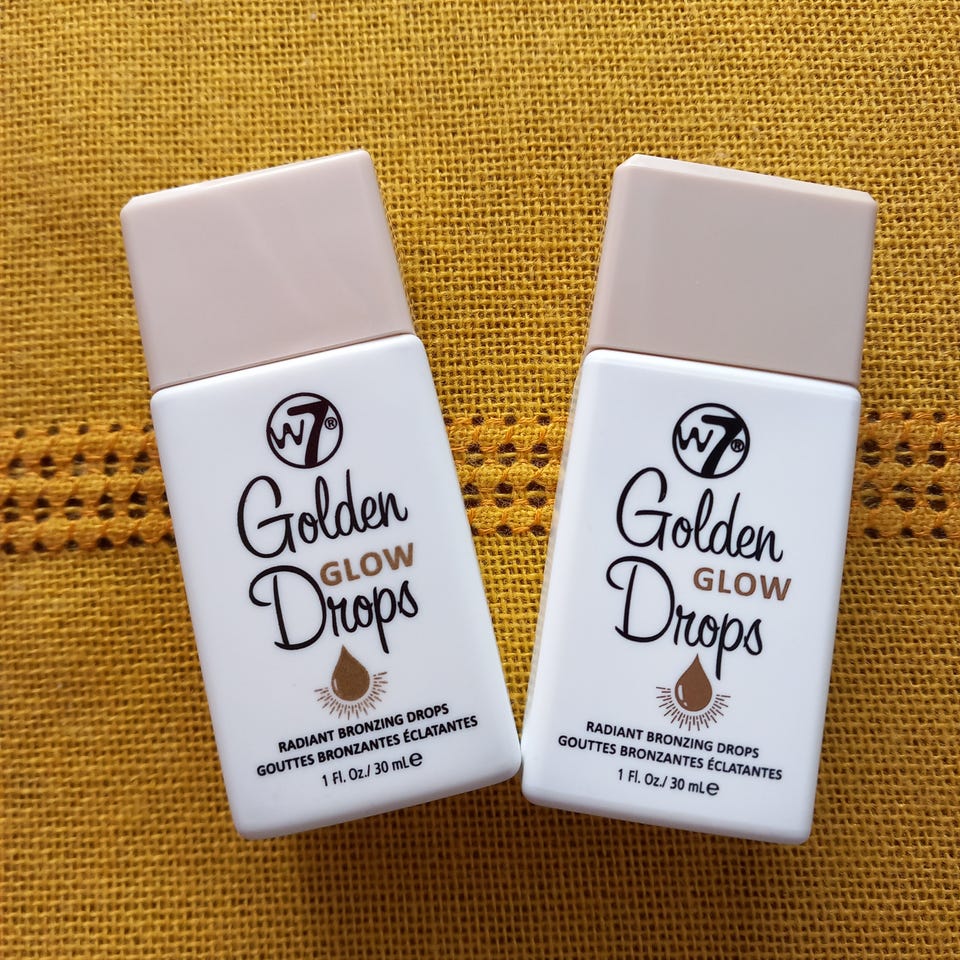 W7®
Golden
GLOW
Drops
RADIANT BRONZING DROPS
GOUTTES BRONZANTES ÉCLATANTES
1 Fl. Oz./ 30 mL℮
W7®
Golden
GLOW
Drops
RADIANT BRONZING DROPS
GOUTTES BRONZANTES ÉCLATANTES
1 Fl. Oz./ 30 mL℮